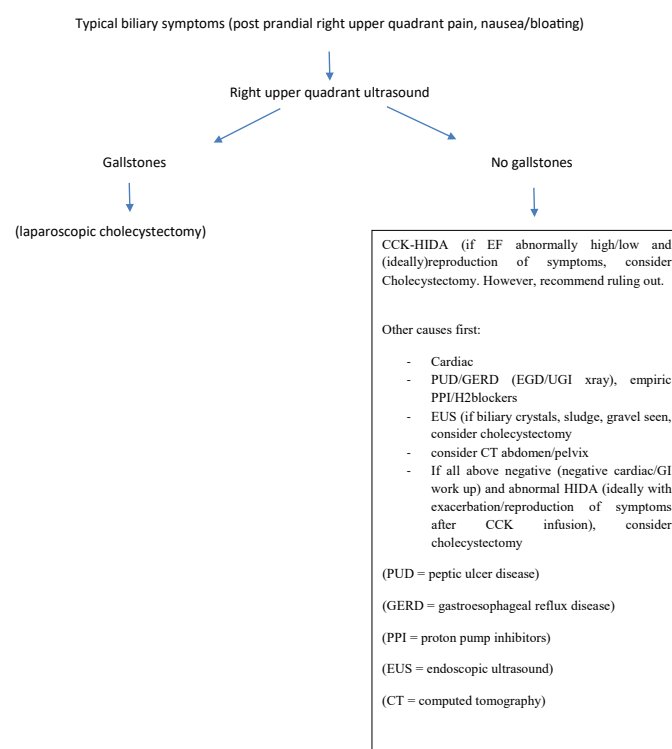 Typical biliary symptoms (post prandial right upper quadrant pain, nausea/bloating)
Right upper quadrant ultrasound
Gallstones
No gallstones
(laparoscopic cholecystectomy)
CCK-HIDA (if EF abnormally high/low and
(ideally)reproduction of symptoms, consider
Cholecystectomy. However, recommend ruling out.
Other causes first:
- Cardiac
- PUD/GERD (EGD/UGI xray), empiric
PPI/H2blockers
- EUS (if biliary crystals, sludge, gravel seen,
consider cholecystectomy
- consider CT abdomen/pelvix
- If all above negative (negative cardiac/GI
work up) and abnormal HIDA (ideally with
exacerbation/reproduction of symptoms
after CCK infusion), consider
cholecystectomy
(PUD = peptic ulcer disease)
(GERD = gastroesophageal reflux disease)
(PPI = proton pump inhibitors)
(EUS = endoscopic ultrasound)
(CT = computed tomography)